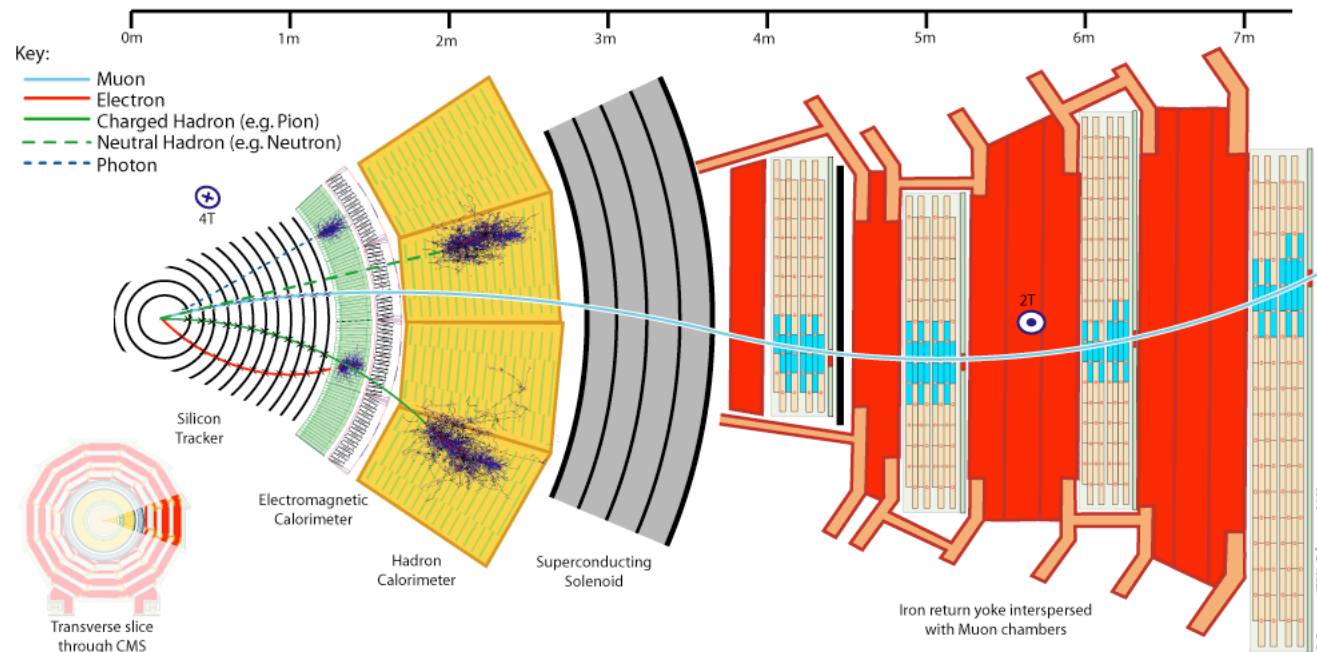 0m 1m 2m 3m 4m 5m 6m 7m
Key:
Muon
Electron
Charged Hadron (e.g. Pion)
Neutral Hadron (e.g. Neutron)
Photon
4T
2T
Silicon
Tracker
Electromagnetic
Calorimeter
Hadron
Calorimeter
Superconducting
Solenoid
Iron return yoke interspersed
with Muon chambers
Transverse slice
through CMS